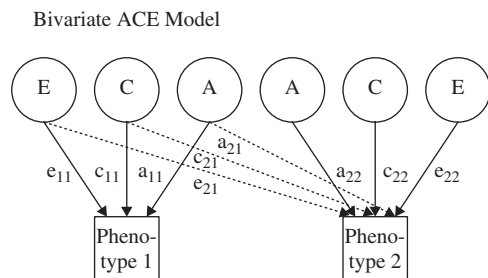 Bivariate ACE Model
E C A A C E
a21
c21
e11 c11 a11 e21 a22 c22 e22
Pheno-
type 1
Pheno-
type 2